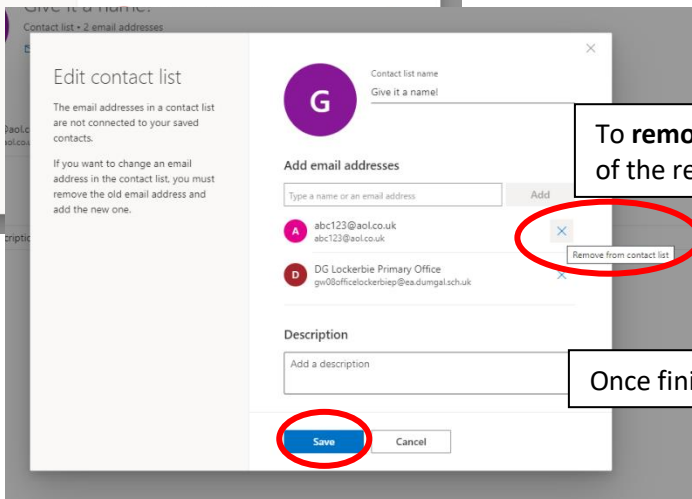 Give it a name!
Contact list • 2 email addresses
Edit contact list
The email addresses in a contact list
are not connected to your saved
contacts.
If you want to change an email
address in the contact list, you must
remove the old email address and
add the new one.
G
Contact list name
Give it a name!
Add email addresses
Type a name or an email address
Add
A
abc123@aol.co.uk
abc123@aol.co.uk
Remove from contact list
D
DG Lockerbie Primary Office
gw08officelockerbiep@ea.dumgal.sch.uk
Description
Add a description
Save
Cancel
To remo
of the re
Once fini